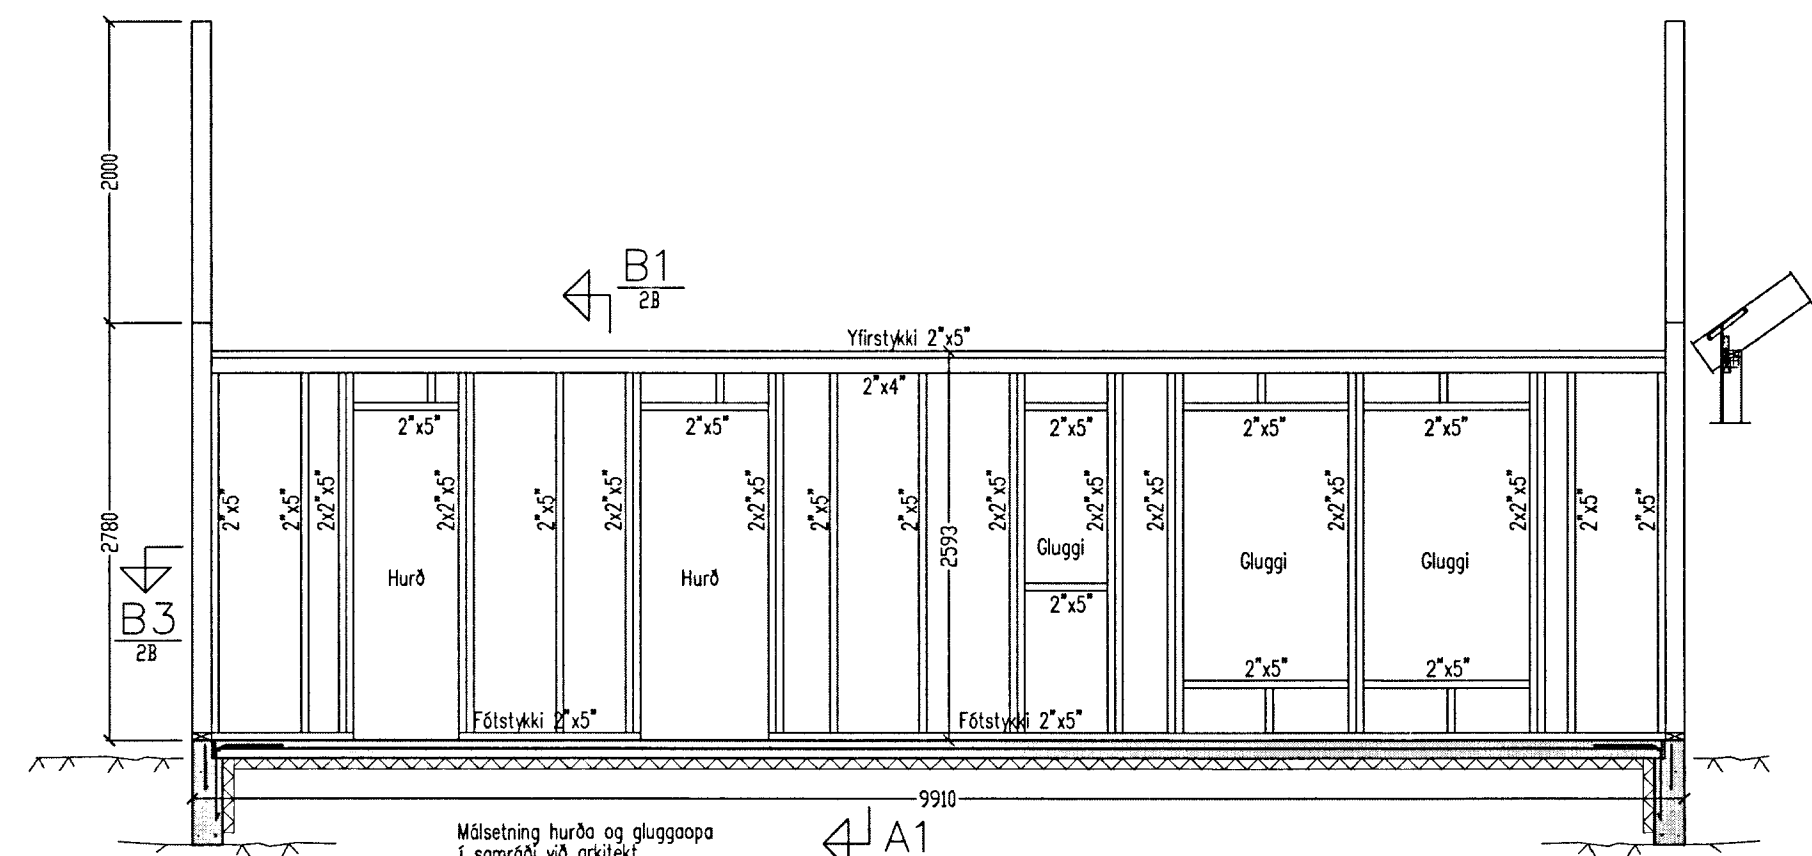 2000
B1
2B
Yfirstykki 2"x5"
2"x4"
2"x5"
2"x5"
2"x5"
2"x5"
2"x5"
2"x5"
2"x5"
2x2"x5"
2x2"x5"
2"x5"
2x2"x5"
2x2"x5"
2"x5"
2"x5"
2x2"x5"
2x2"x5"
2x2"x5"
2x2"x5"
2x2"x5"
2"x5"
2"x5"
2780
2593
Hurð
Hurð
Gluggi
Gluggi
Gluggi
2"x5"
B3
2B
2"x5"
2"x5"
Fótstykki 2"x5"
Fótstykki 2"x5"
9910
Málsetning hurða og gluggaopa
í samráði við arkitekt
A1